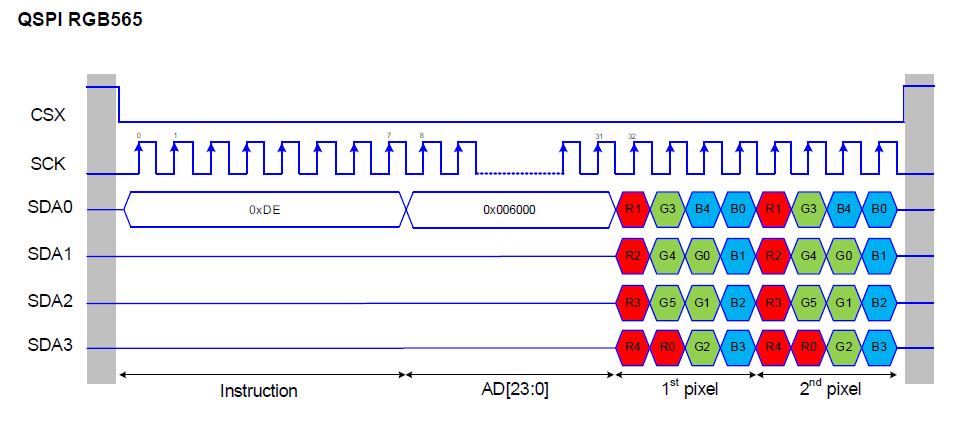 QSPI RGB565
CSX
0 1 7 8 31 32
SCK
SDA0 0xDE 0x006000 R1 G3 B4 B0 R1 G3 B4 B0
SDA1 R2 G4 G0 B1 R2 G4 G0 B1
SDA2 R3 G5 G1 B2 R3 G5 G1 B2
SDA3 R4 R0 G2 B3 R4 R0 G2 B3
Instruction AD[23:0] 1st pixel 2nd pixel